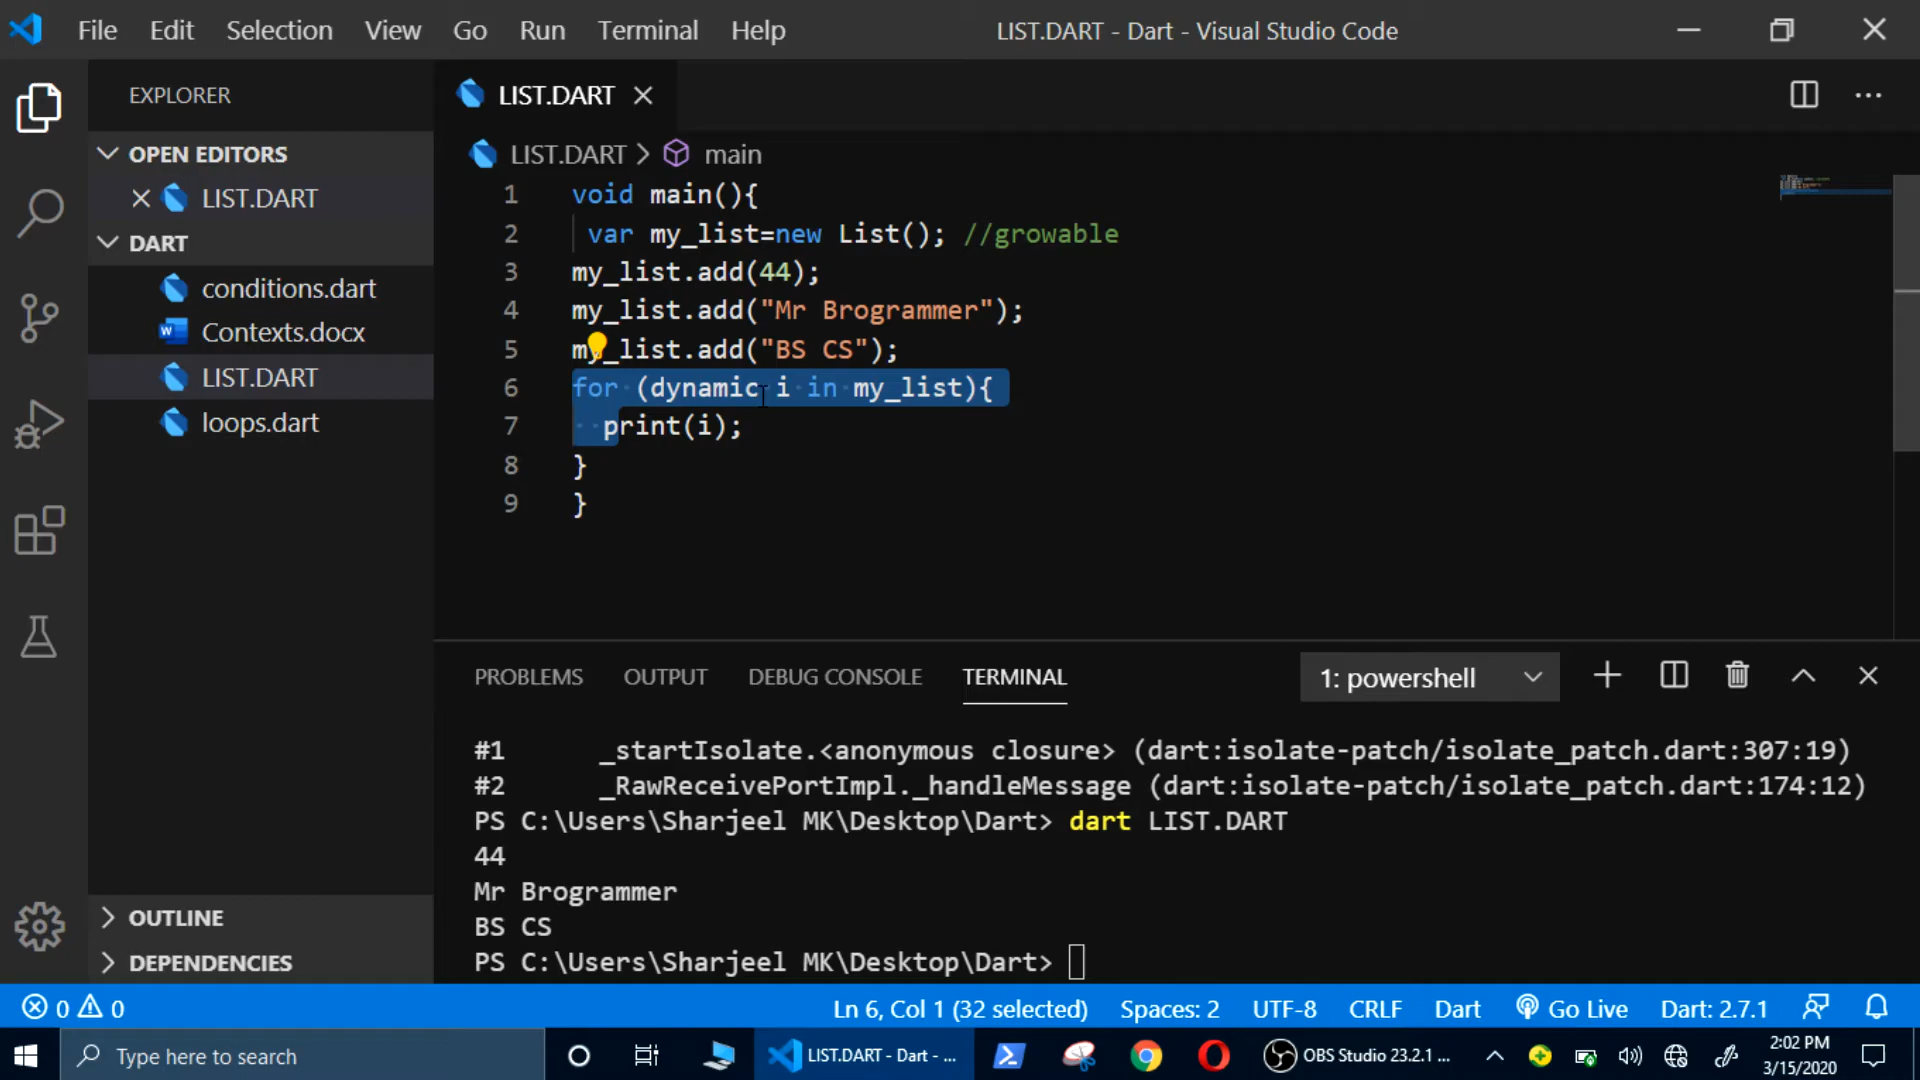 File Edit Selection View Go Run Terminal Help LIST.DART - Dart - Visual Studio Code
EXPLORER
OPEN EDITORS
LIST.DART
DART
conditions.dart
Contexts.docx
LIST.DART
loops.dart
OUTLINE
DEPENDENCIES
LIST.DART
LIST.DART main
1 void main(){
2 var my_list=new List(); //growable
3 my_list.add(44);
4 my_list.add("Mr Brogrammer");
5 my_list.add("BS CS");
6 for (dynamic i in my_list){
7 print(i);
8 }
9 }
PROBLEMS OUTPUT DEBUG CONSOLE TERMINAL 1: powershell
#1 _startIsolate.<anonymous closure> (dart:isolate-patch/isolate_patch.dart:307:19)
#2 _RawReceivePortImpl._handleMessage (dart:isolate-patch/isolate_patch.dart:174:12)
PS C:\Users\Sharjeel MK\Desktop\Dart> dart LIST.DART
44
Mr Brogrammer
BS CS
PS C:\Users\Sharjeel MK\Desktop\Dart>
0 0 Ln 6, Col 1 (32 selected) Spaces: 2 UTF-8 CRLF Dart Go Live Dart: 2.7.1
Type here to search LIST.DART - Dart - ... OBS Studio 23.2.1 ... 2:02 PM
3/15/2020